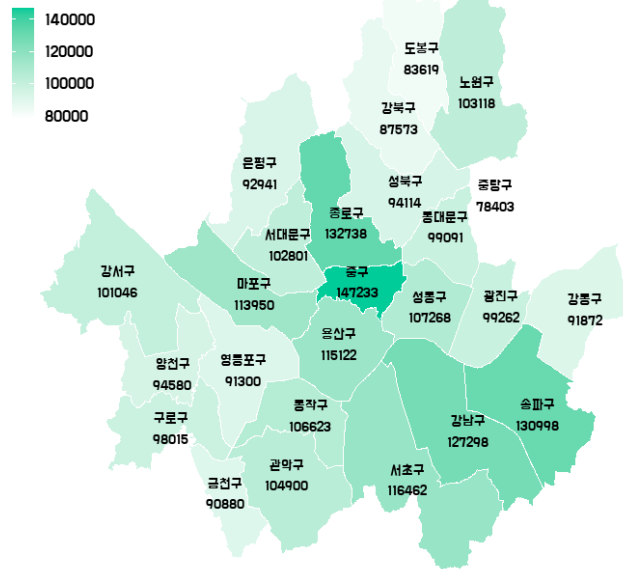 140000
120000
100000
80000
도봉구
83619
노원구
103118
강북구
87573
은평구
92941
성북구
94114
중랑구
78403
종로구
132738
동대문구
99091
서대문구
102801
강서구
101046
마포구
113950
중구
147233
성동구
107268
광진구
99262
강동구
91872
용산구
115122
양천구
94580
영등포구
91300
동작구
106623
구로구
98015
강남구
127298
송파구
130998
금천구
90880
관악구
104900
서초구
116462